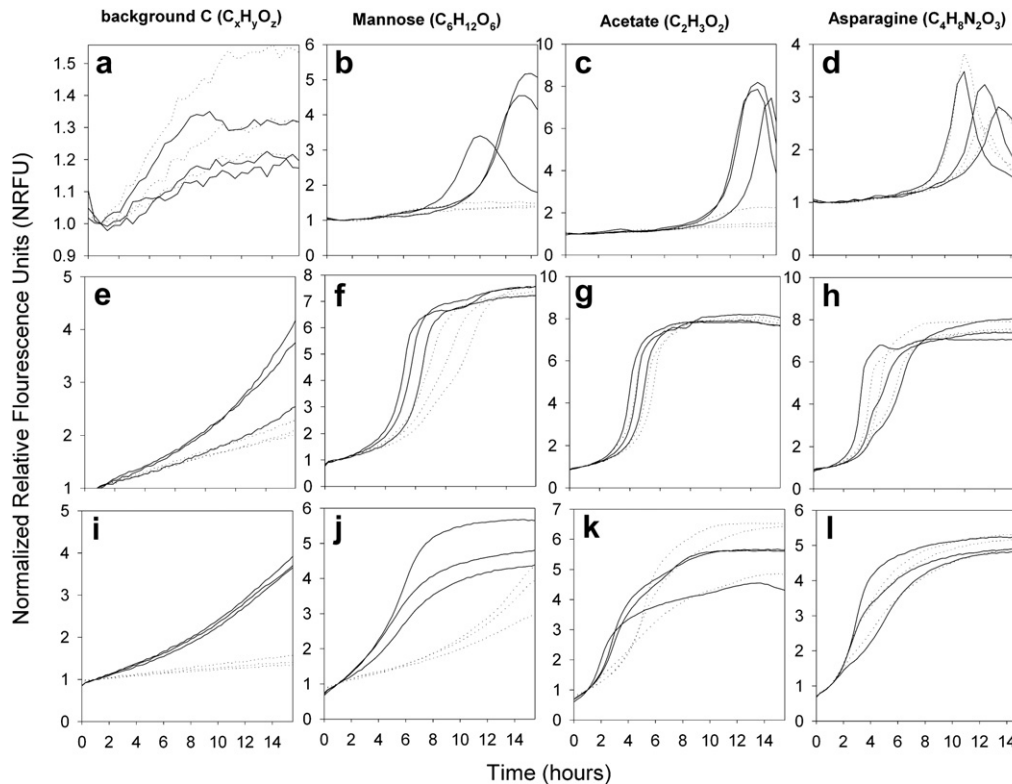 background C (CxHyOz) Mannose (C6H12O6) Acetate (C2H3O2) Asparagine (C4H8N2O3)
Normalized Relative Flourescence Units (NRFU)
a b c d
1.5 1.4 1.3 1.2 1.1 1.0 0.9
6 5 4 3 2 1 0
10 8 6 4 2 0
4 3 2 1 0
e f g h
5 4 3 2 1
8 7 6 5 4 3 2 1 0
10 8 6 4 2 0
10 8 6 4 2 0
i j k l
5 4 3 2 1 0
6 5 4 3 2 1 0
7 6 5 4 3 2 1 0
6 5 4 3 2 1 0
0 2 4 6 8 10 12 14 0 2 4 6 8 10 12 14 0 2 4 6 8 10 12 14 0 2 4 6 8 10 12 14
Time (hours)